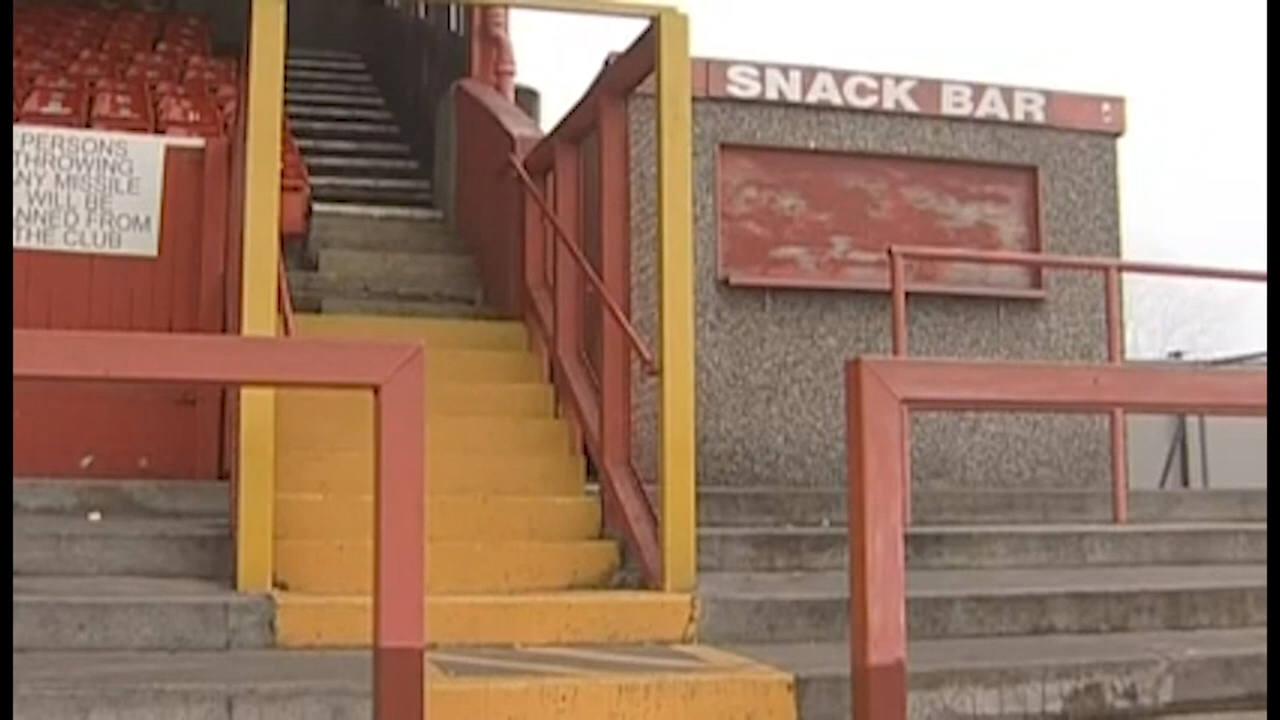 PERSONS
THROWING
NY MISSILE
WILL BE
NNED FROM
THE CLUB
SNACK BAR